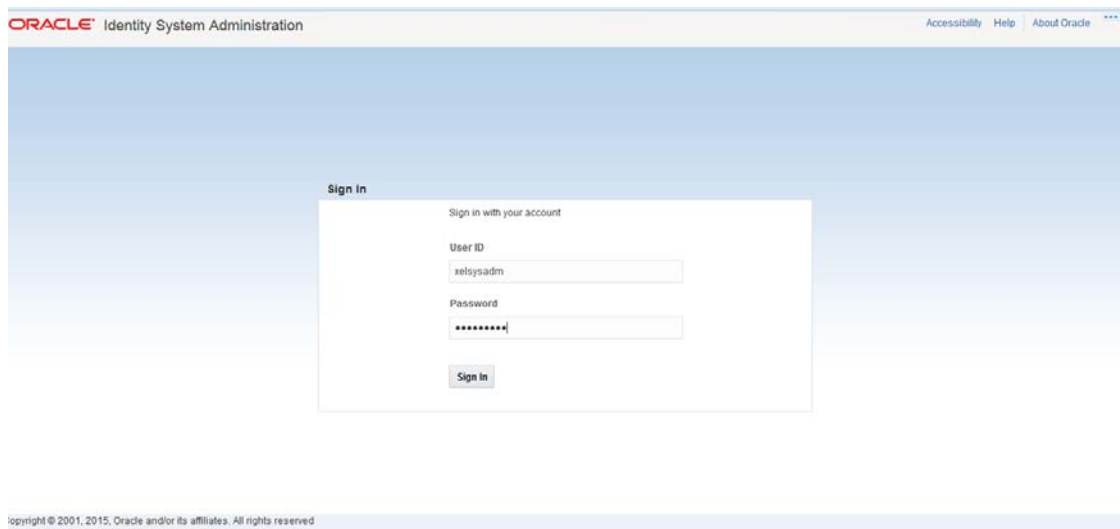 ORACLE Identity System Administration
Accessibility Help About Oracle
Sign In
Sign in with your account
User ID
xelsysadm
Password
•••••••••
Sign In
opyright © 2001, 2015, Oracle and/or its affiliates. All rights reserved